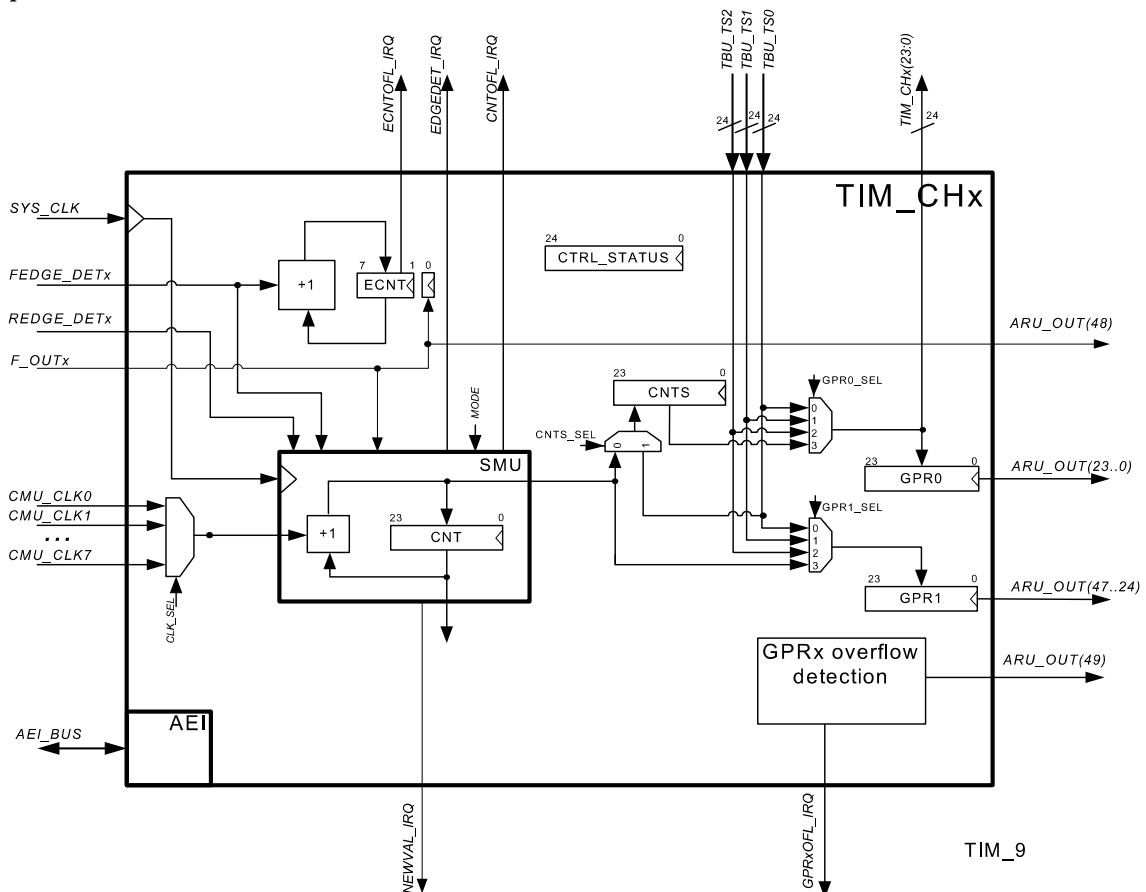 ECNTOFL_IRQ
EDGEDET_IRQ
CNTOFL_IRQ
TBU_TS2
TBU_TS1
TBU_TS0
TIM_CHx(23:0)
24
24
24
24
TIM_CHx
SYS_CLK
24 0
CTRL_STATUS
FEDGE_DETx
+1
7 1 0
ECNT
REDGE_DETx
ARU_OUT(48)
F_OUTx
23 0
CNTS
GPR0_SEL
0
1
2
3
MODE
CNTS_SEL
0 1
SMU
23 0
GPR0
ARU_OUT(23..0)
CMU_CLK0
CMU_CLK1
...
CMU_CLK7
+1
23 0
CNT
GPR1_SEL
0
1
2
3
CLK_SEL
23 0
GPR1
ARU_OUT(47..24)
GPRx overflow
detection
ARU_OUT(49)
AEI
AEI_BUS
NEWVAL_IRQ
GPRxOFL_IRQ
TIM_9